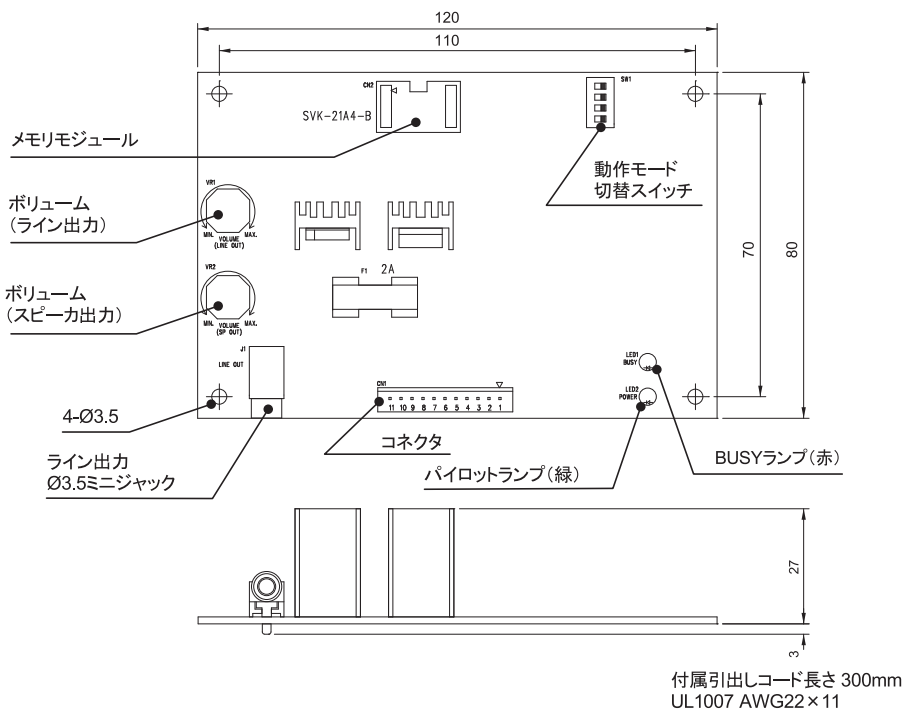 120
110
CN2
SVK-21A4-B
SW1
メモリモジュール
動作モード
切替スイッチ
ボリューム
(ライン出力)
VR1
MIN.
MAX.
VOLUME
(LINE OUT)
70
80
F1
2A
ボリューム
(スピーカ出力)
VR2
MIN.
MAX.
VOLUME
(SP OUT)
J1
LINE OUT
LED1
BUSY
LED2
POWER
CN1
11 10 9 8 7 6 5 4 3 2 1
4-Ø3.5
コネクタ
ライン出力
Ø3.5ミニジャック
パイロットランプ(緑)
BUSYランプ(赤)
27
3
付属引出しコード長さ 300mm
UL1007 AWG22×11